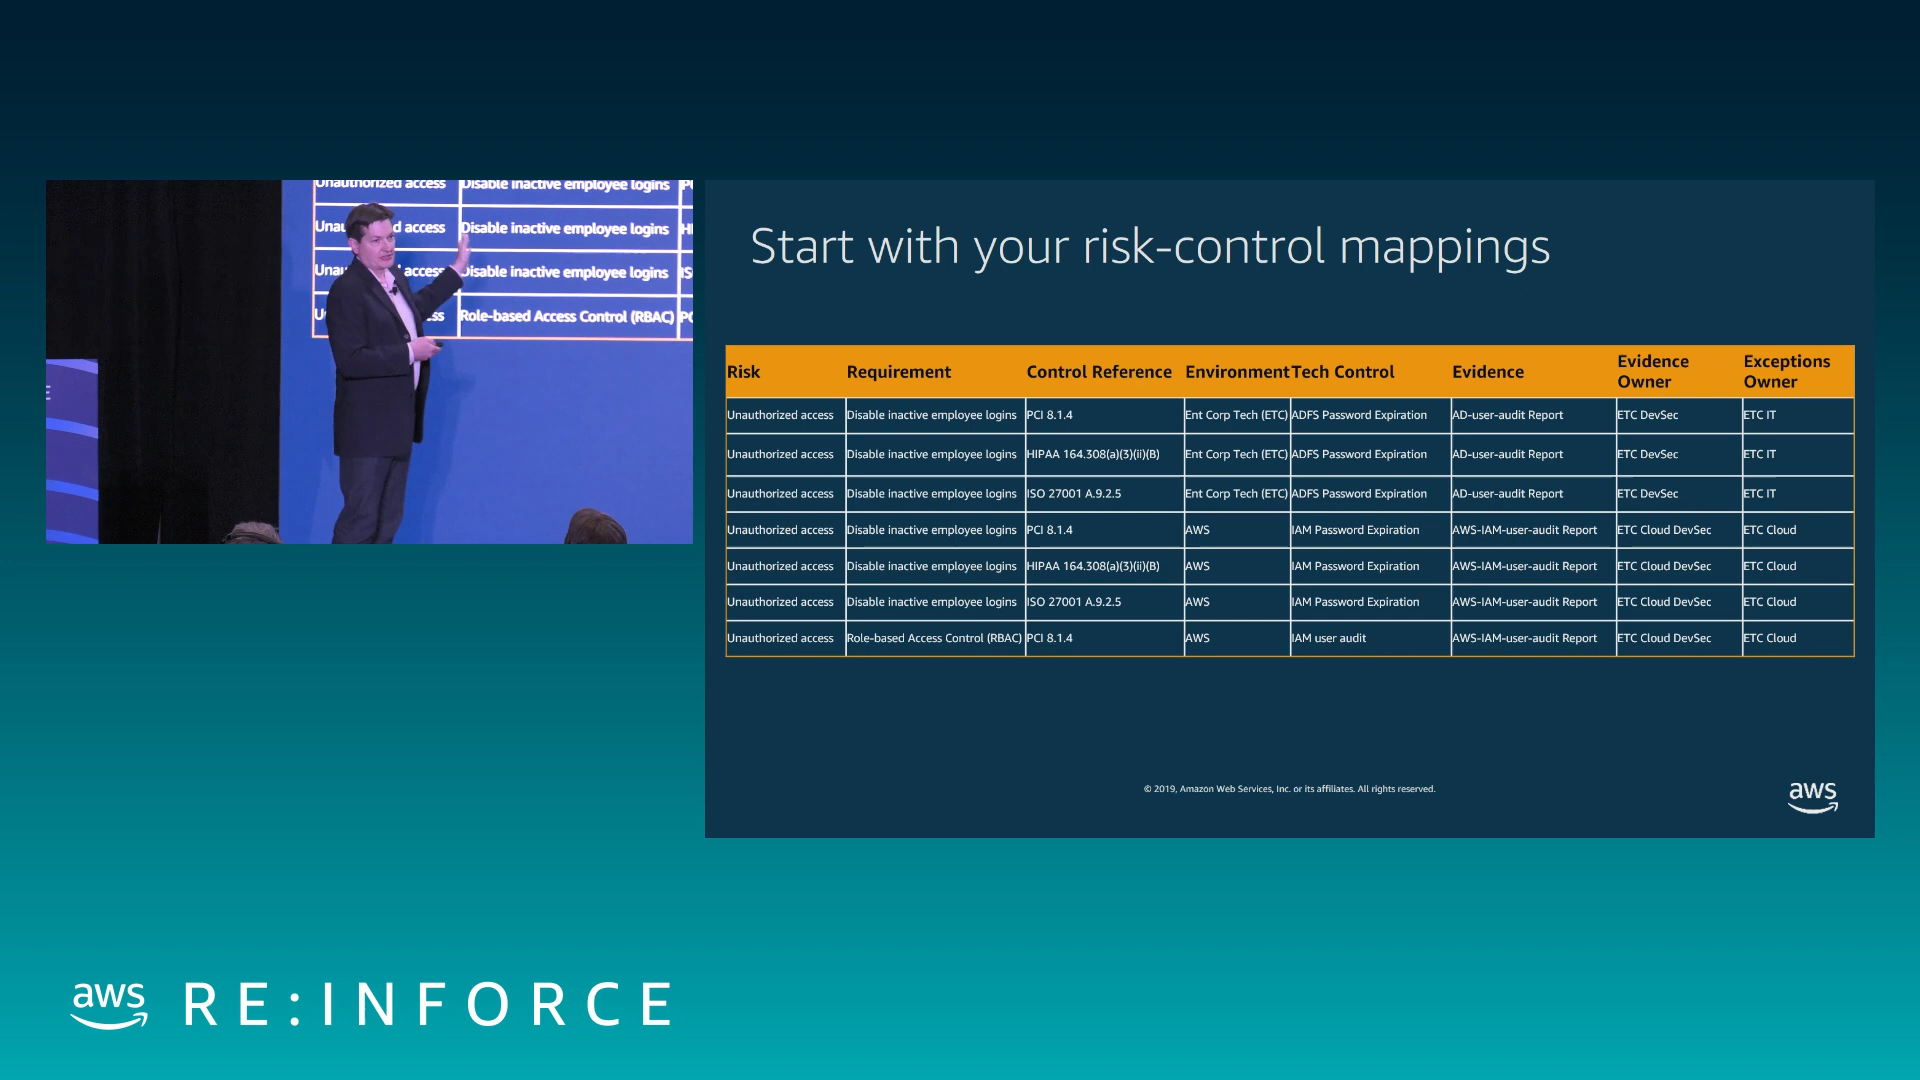 Unauthorized access Disable inactive employee logins
Unau d access Disable inactive employee logins
Unau access Disable inactive employee logins
U ss Role-based Access Control (RBAC)
E
Start with your risk-control mappings
Risk Requirement Control Reference Environment Tech Control Evidence Evidence Owner Exceptions Owner
Unauthorized access Disable inactive employee logins PCI 8.1.4 Ent Corp Tech (ETC) ADFS Password Expiration AD-user-audit Report ETC DevSec ETC IT
Unauthorized access Disable inactive employee logins HIPAA 164.308(a)(3)(ii)(B) Ent Corp Tech (ETC) ADFS Password Expiration AD-user-audit Report ETC DevSec ETC IT
Unauthorized access Disable inactive employee logins ISO 27001 A.9.2.5 Ent Corp Tech (ETC) ADFS Password Expiration AD-user-audit Report ETC DevSec ETC IT
Unauthorized access Disable inactive employee logins PCI 8.1.4 AWS IAM Password Expiration AWS-IAM-user-audit Report ETC Cloud DevSec ETC Cloud
Unauthorized access Disable inactive employee logins HIPAA 164.308(a)(3)(ii)(B) AWS IAM Password Expiration AWS-IAM-user-audit Report ETC Cloud DevSec ETC Cloud
Unauthorized access Disable inactive employee logins ISO 27001 A.9.2.5 AWS IAM Password Expiration AWS-IAM-user-audit Report ETC Cloud DevSec ETC Cloud
Unauthorized access Role-based Access Control (RBAC) PCI 8.1.4 AWS IAM user audit AWS-IAM-user-audit Report ETC Cloud DevSec ETC Cloud
© 2019, Amazon Web Services, Inc. or its affiliates. All rights reserved.
aws
aws RE:INFORCE